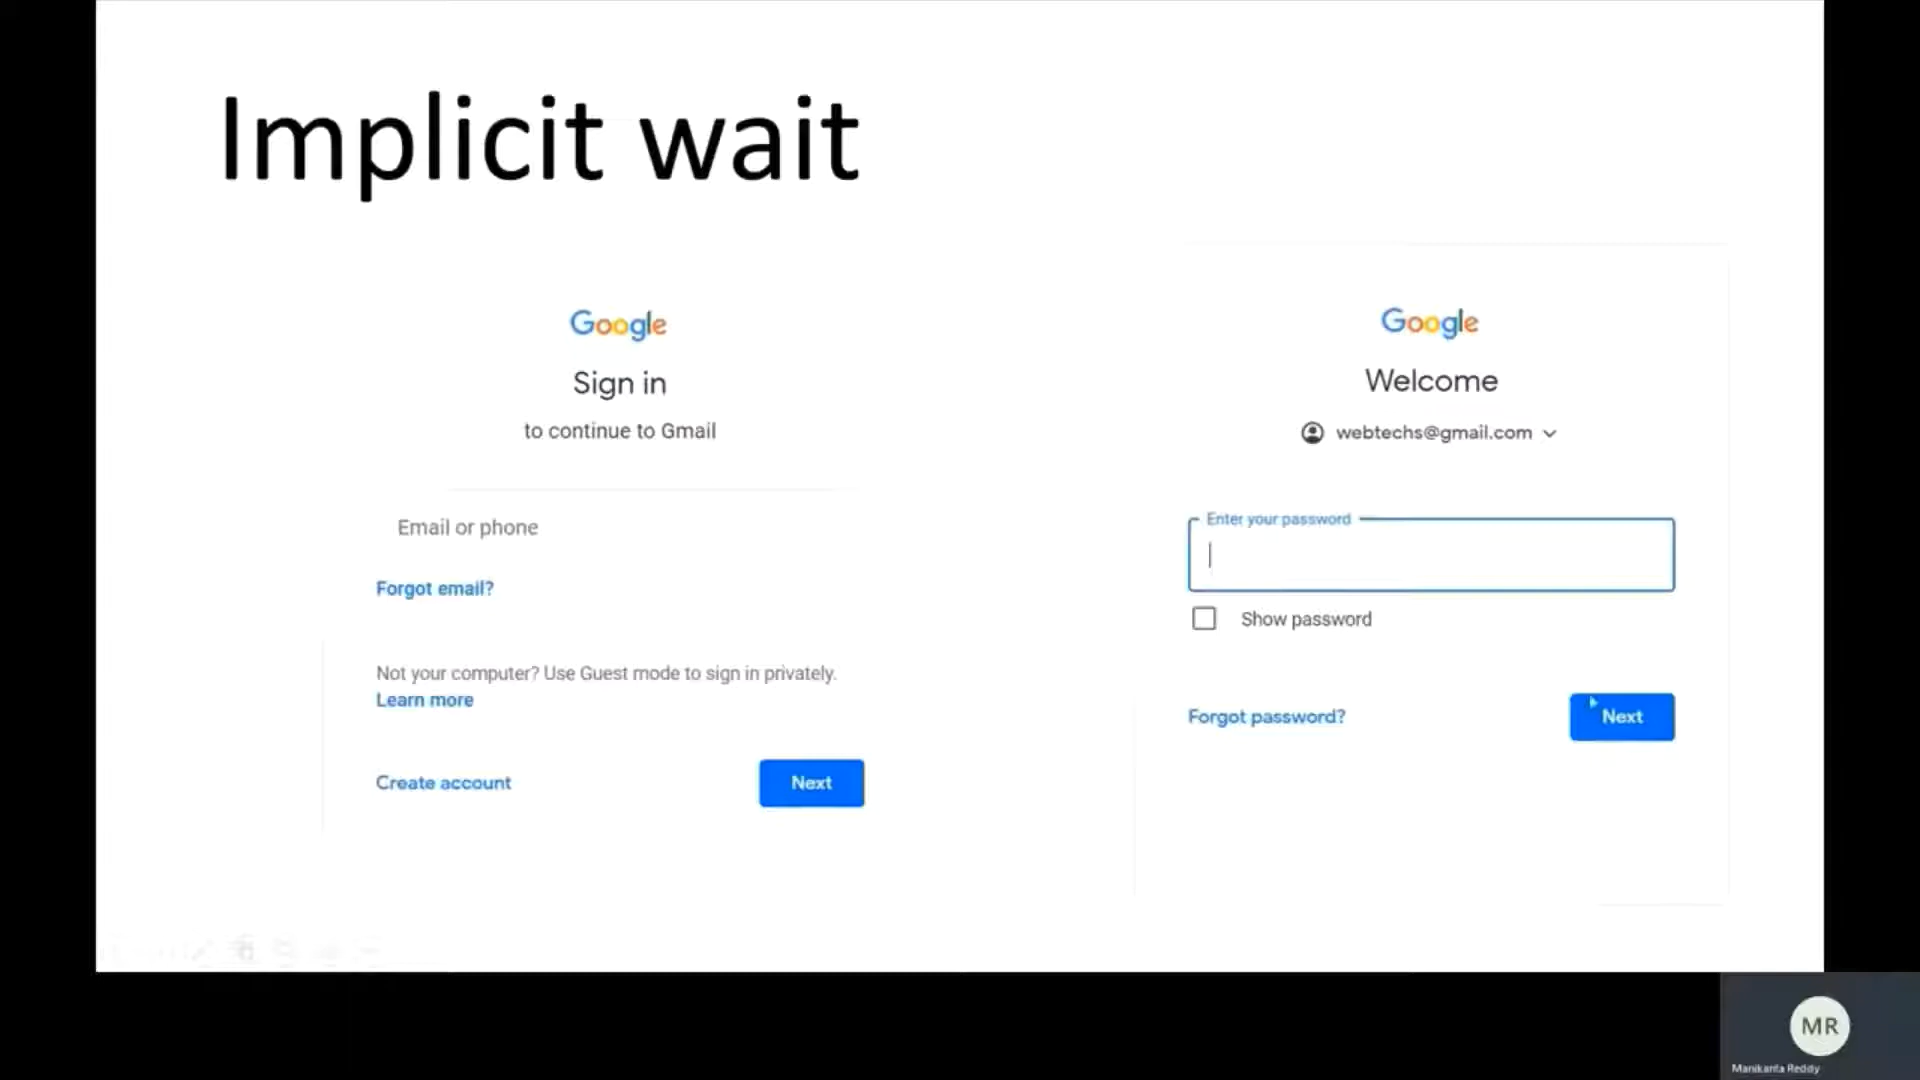 Implicit wait
Google
Sign in
to continue to Gmail
Email or phone
Forgot email?
Not your computer? Use Guest mode to sign in privately.
Learn more
Create account
Next
Google
Welcome
webtechs@gmail.com
Enter your password
Show password
Forgot password?
Next
MR
Manikanta Reddy